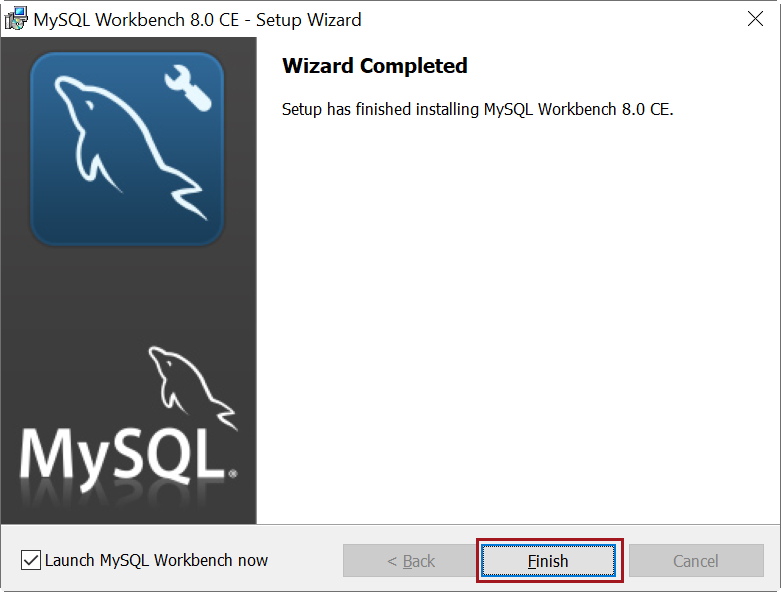 MySQL Workbench 8.0 CE - Setup Wizard
Wizard Completed
Setup has finished installing MySQL Workbench 8.0 CE.
MySQL®
Launch MySQL Workbench now
< Back
Finish
Cancel